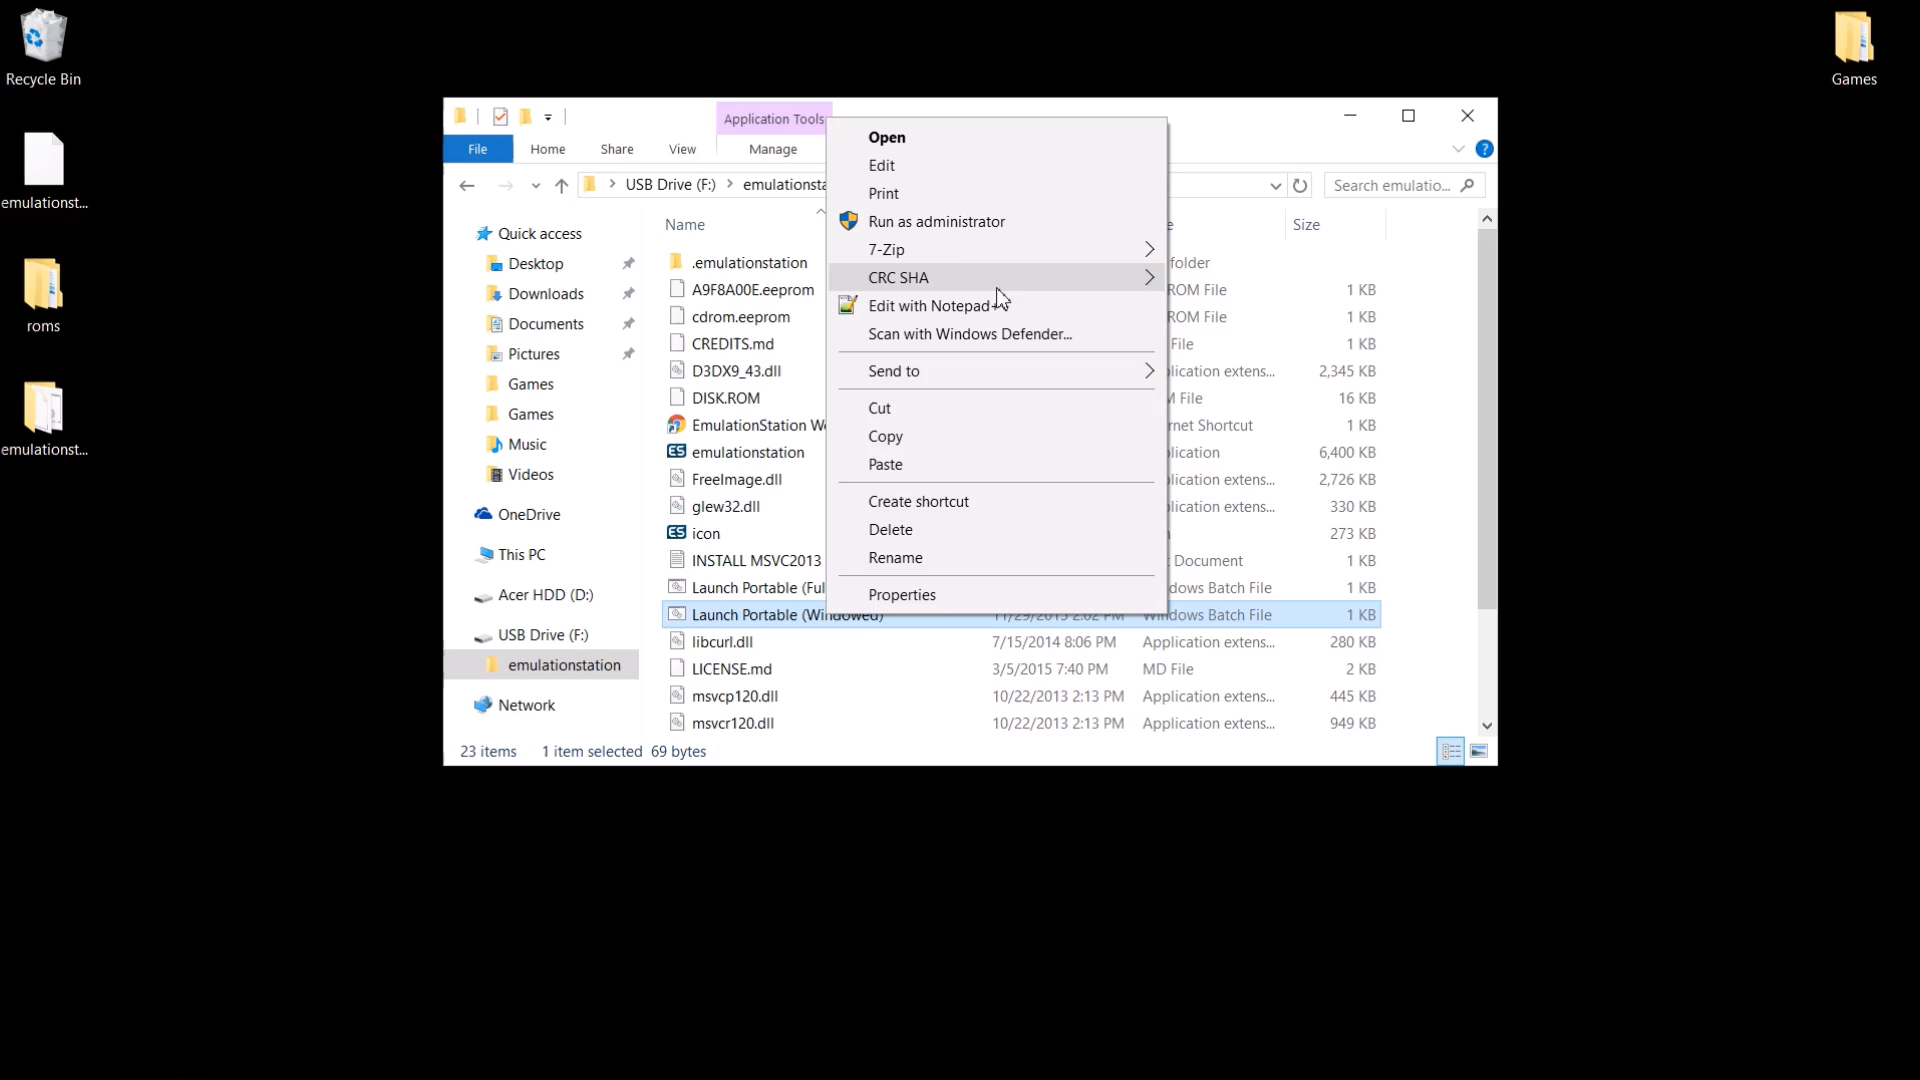 Recycle Bin
emulationst...
roms
emulationst...
Games
Application Tools
File
Home
Share
View
Manage
USB Drive (F:)
emulationsta
Search emulatio...
Quick access
Desktop
Downloads
Documents
Pictures
Games
Games
Music
Videos
OneDrive
This PC
Acer HDD (D:)
USB Drive (F:)
emulationstation
Network
Name
Size
.emulationstation folder
A9F8A00E.eeprom ROM File 1 KB
cdrom.eeprom ROM File 1 KB
CREDITS.md File 1 KB
D3DX9_43.dll lication extens... 2,345 KB
DISK.ROM File 16 KB
EmulationStation We rnet Shortcut 1 KB
emulationstation lication 6,400 KB
FreeImage.dll lication extens... 2,726 KB
glew32.dll lication extens... 330 KB
icon 273 KB
INSTALL MSVC2013 t Document 1 KB
Launch Portable (Ful dows Batch File 1 KB
Launch Portable (Windowed) 11/29/2015 2:02 PM Windows Batch File 1 KB
libcurl.dll 7/15/2014 8:06 PM Application extens... 280 KB
LICENSE.md 3/5/2015 7:40 PM MD File 2 KB
msvcp120.dll 10/22/2013 2:13 PM Application extens... 445 KB
msvcr120.dll 10/22/2013 2:13 PM Application extens... 949 KB
Open
Edit
Print
Run as administrator
7-Zip
CRC SHA
Edit with Notepad+
Scan with Windows Defender...
Send to
Cut
Copy
Paste
Create shortcut
Delete
Rename
Properties
23 items 1 item selected 69 bytes